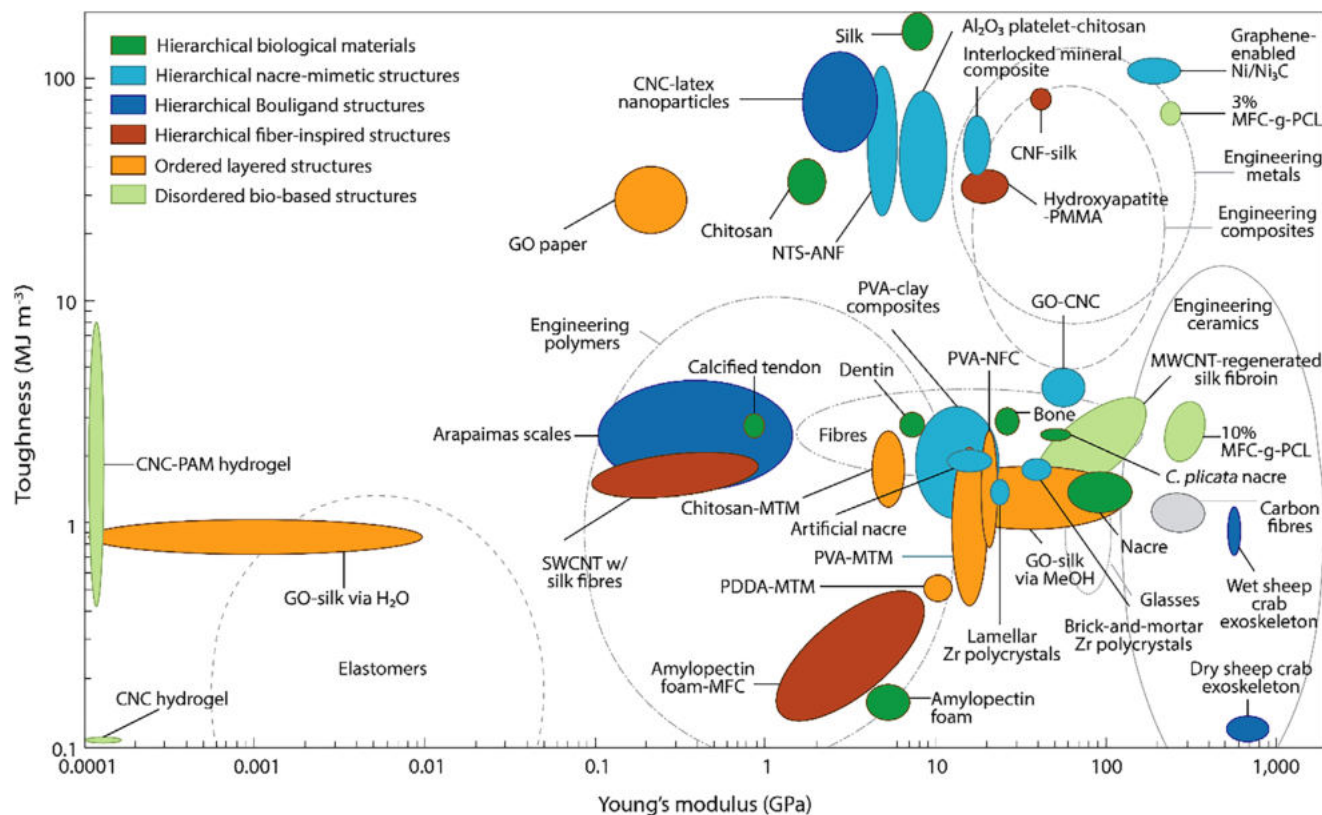 Hierarchical biological materials
Hierarchical nacre-mimetic structures
Hierarchical Bouligand structures
Hierarchical fiber-inspired structures
Ordered layered structures
Disordered bio-based structures
Silk
Al₂O₃ platelet-chitosan
Interlocked mineral
composite
Graphene-
enabled
Ni/Ni₃C
CNC-latex
nanoparticles
3%
MFC-g-PCL
CNF-silk
Engineering
metals
Hydroxyapatite
-PMMA
Engineering
composites
GO paper
Chitosan
NTS-ANF
PVA-clay
composites
GO-CNC
Engineering
ceramics
Engineering
polymers
PVA-NFC
MWCNT-regenerated
silk fibroin
Calcified tendon
Dentin
Bone
Arapaimas scales
Fibres
10%
MFC-g-PCL
CNC-PAM hydrogel
C. plicata nacre
Chitosan-MTM
Artificial nacre
Carbon
fibres
SWCNT w/
silk fibres
PVA-MTM
GO-silk
via MeOH
Nacre
GO-silk via H₂O
PDDA-MTM
Glasses
Wet sheep
crab
exoskeleton
Lamellar
Zr polycrystals
Brick-and-mortar
Zr polycrystals
Elastomers
Amylopectin
foam-MFC
Amylopectin
foam
Dry sheep crab
exoskeleton
CNC hydrogel
Toughness (MJ m⁻³)
100
10
1
0.1
0.0001
0.001
0.01
0.1
1
10
100
1,000
Young's modulus (GPa)